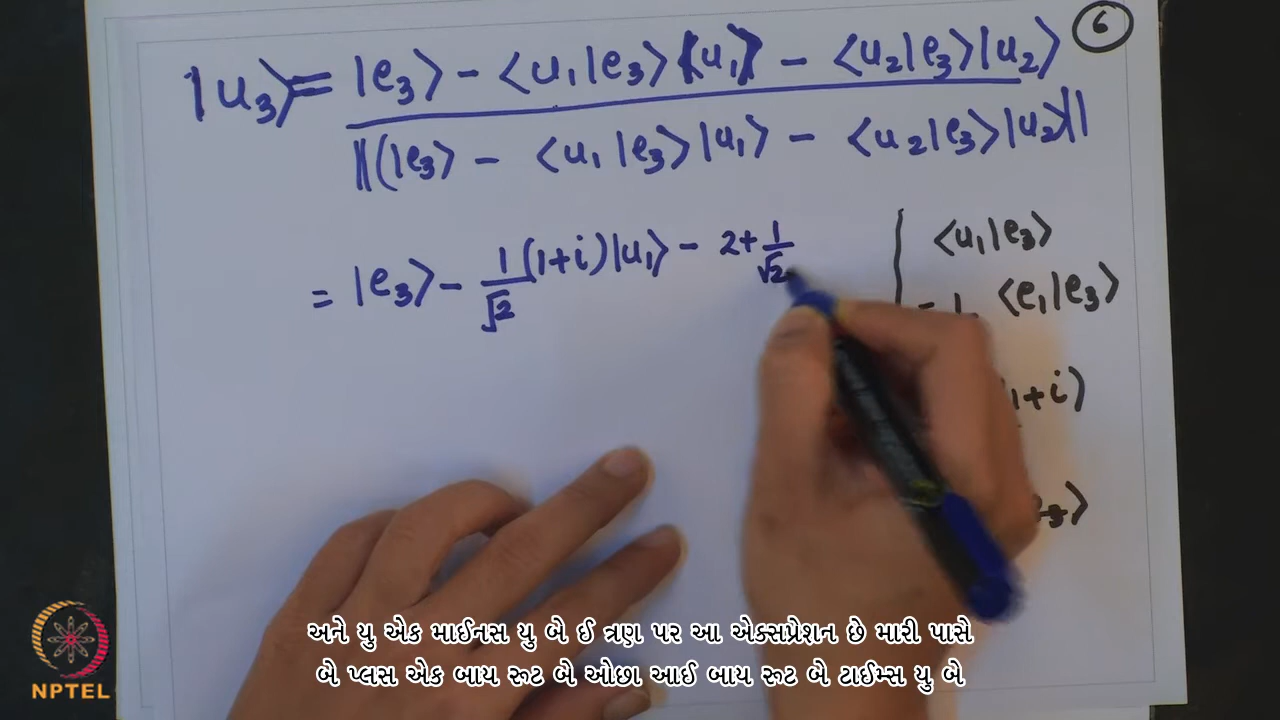 6
|u₃⟩ = |e₃⟩ - ⟨u₁|e₃⟩|u₁⟩ - ⟨u₂|e₃⟩|u₂⟩
||(|e₃⟩ - ⟨u₁|e₃⟩|u₁⟩ - ⟨u₂|e₃⟩|u₂⟩||
= |e₃⟩ - 1/√2 (1+i)|u₁⟩ - 2+1/√2
⟨u₁|e₃⟩
⟨e₁|e₃⟩
1+i)
અને યુ એક માઈનસ યુ બે ઈ ત્રણ પર આ એક્સપ્રેશન છે મારી પાસે
બે પ્લસ એક બાય રૂટ બે ઓછા આઈ બાય રૂટ બે ટાઈમ્સ યુ બે
NPTEL